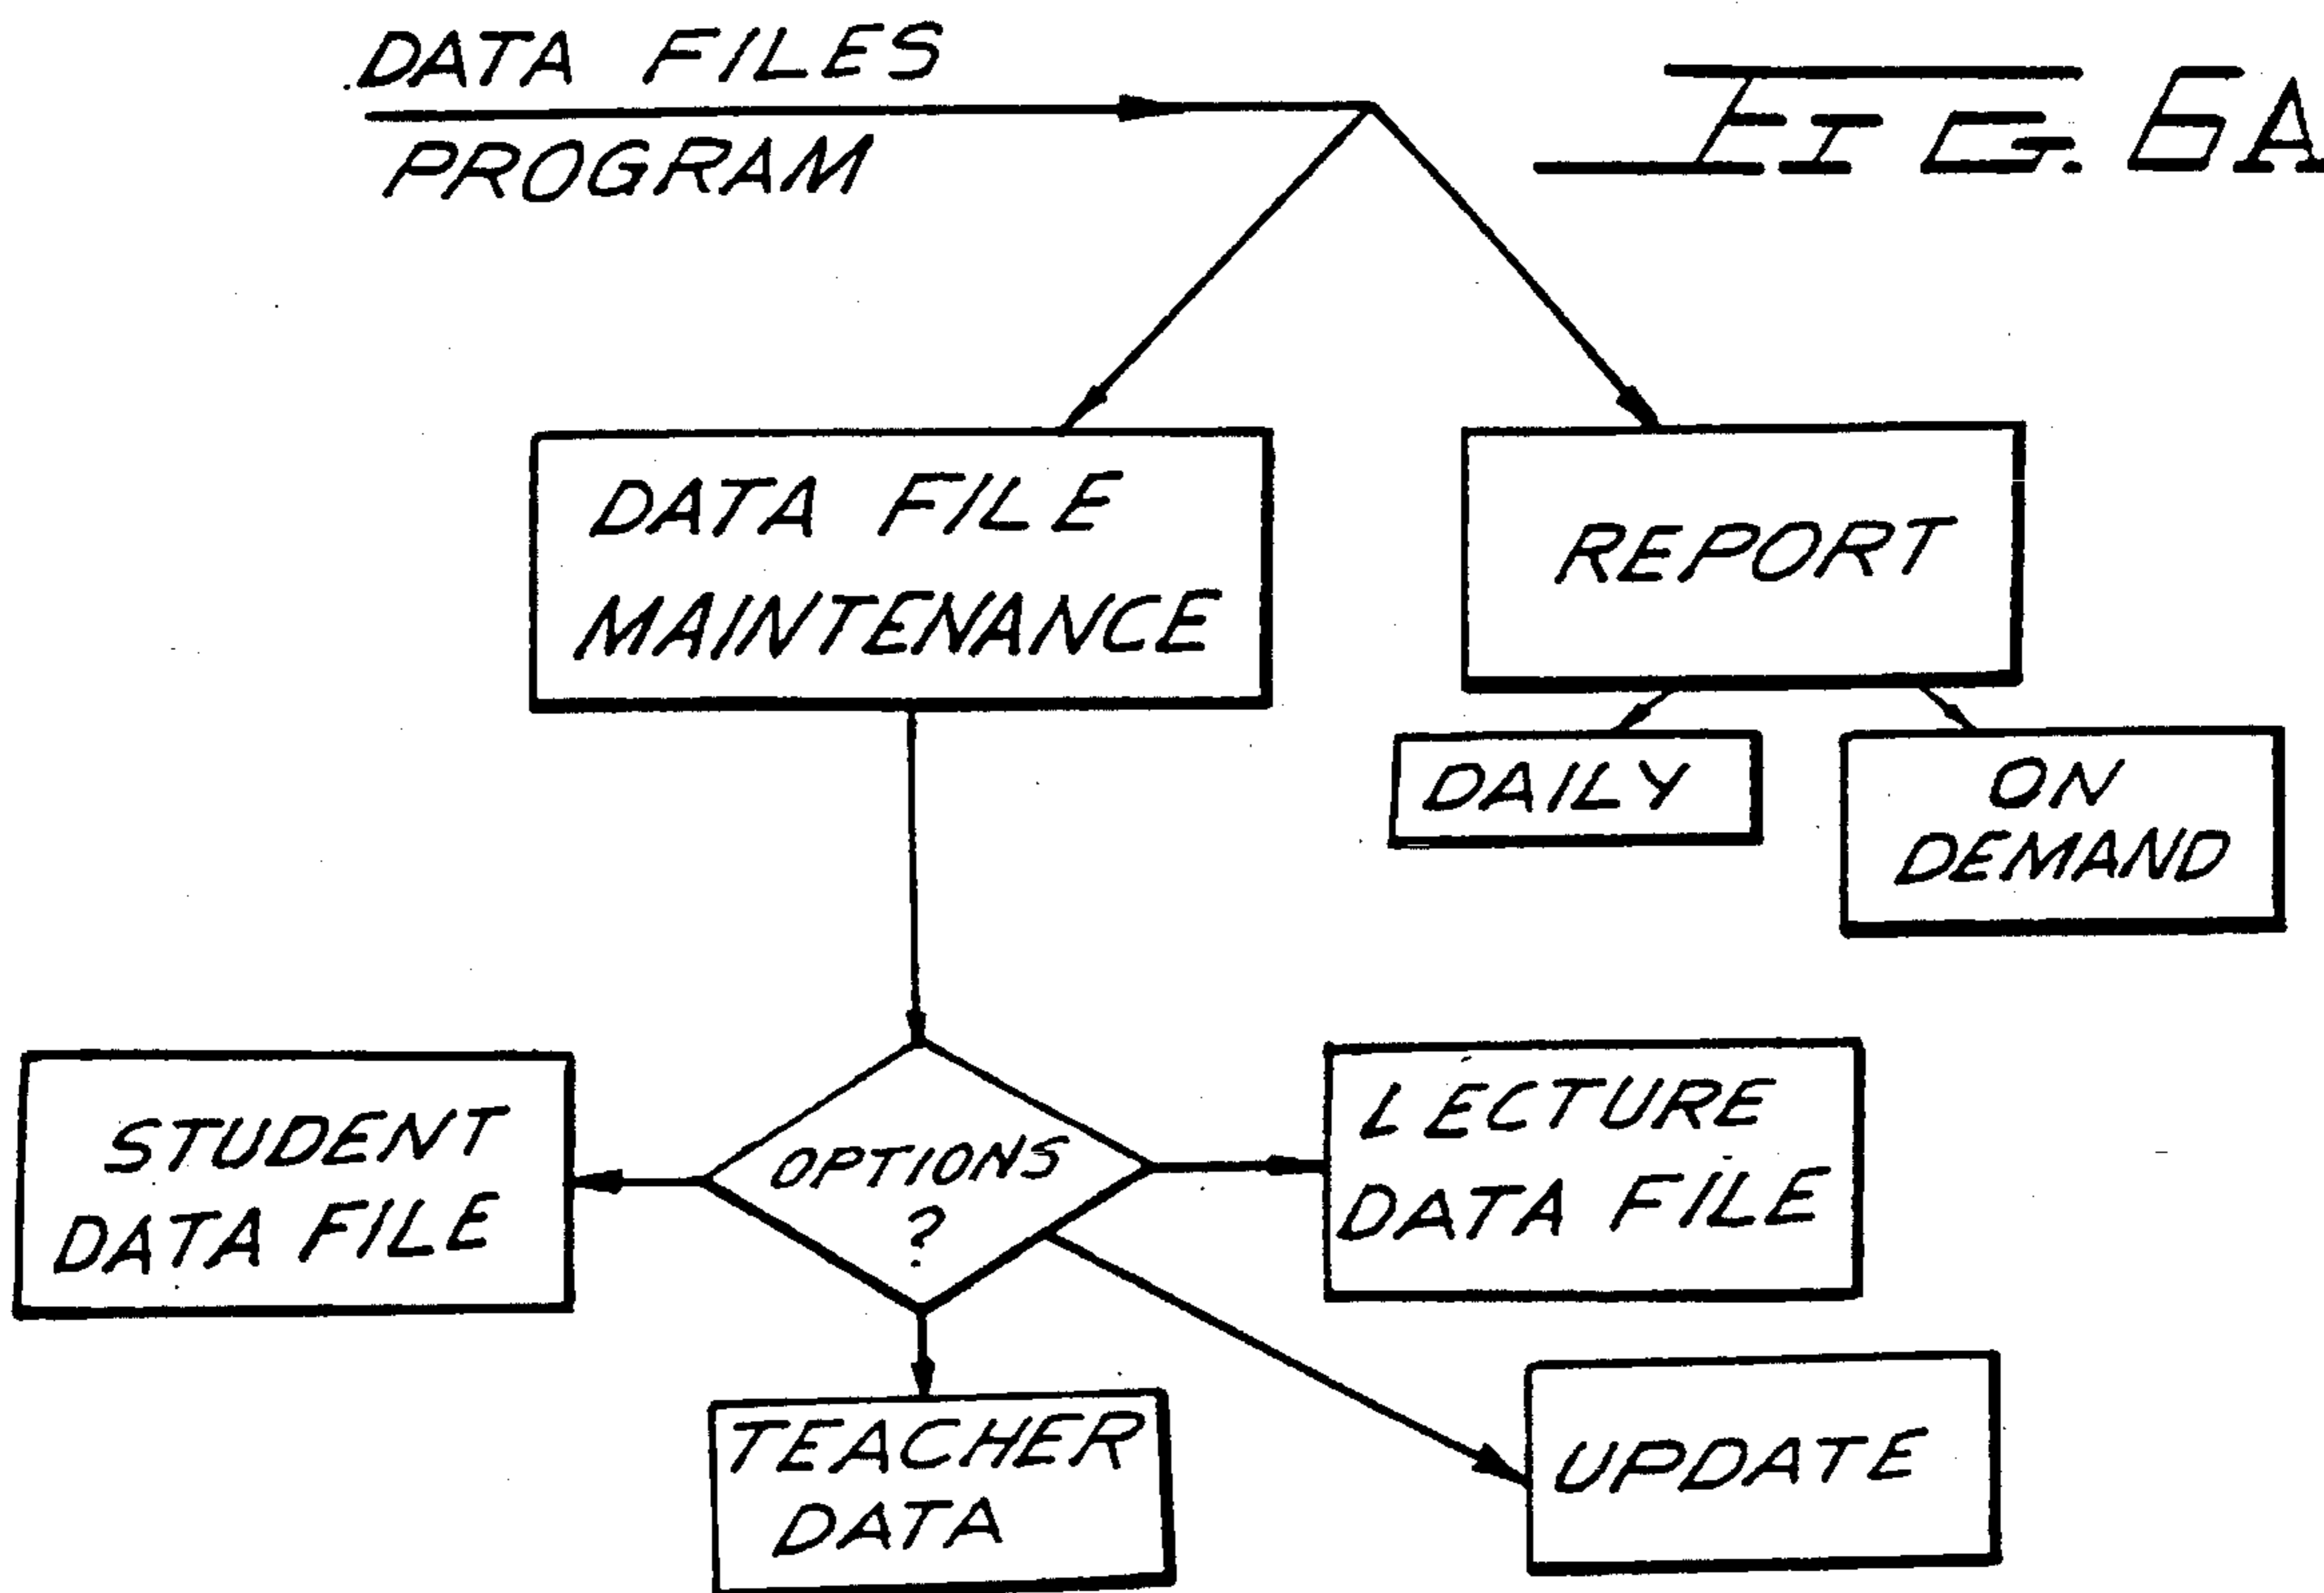 DATA FILES
PROGRAM
FIG. 6A
DATA FILE
MAINTENANCE
REPORT
DAILY
ON
DEMAND
STUDENT
DATA FILE
OPTIONS
?
LECTURE
DATA FILE
TEACHER
DATA
UPDATE